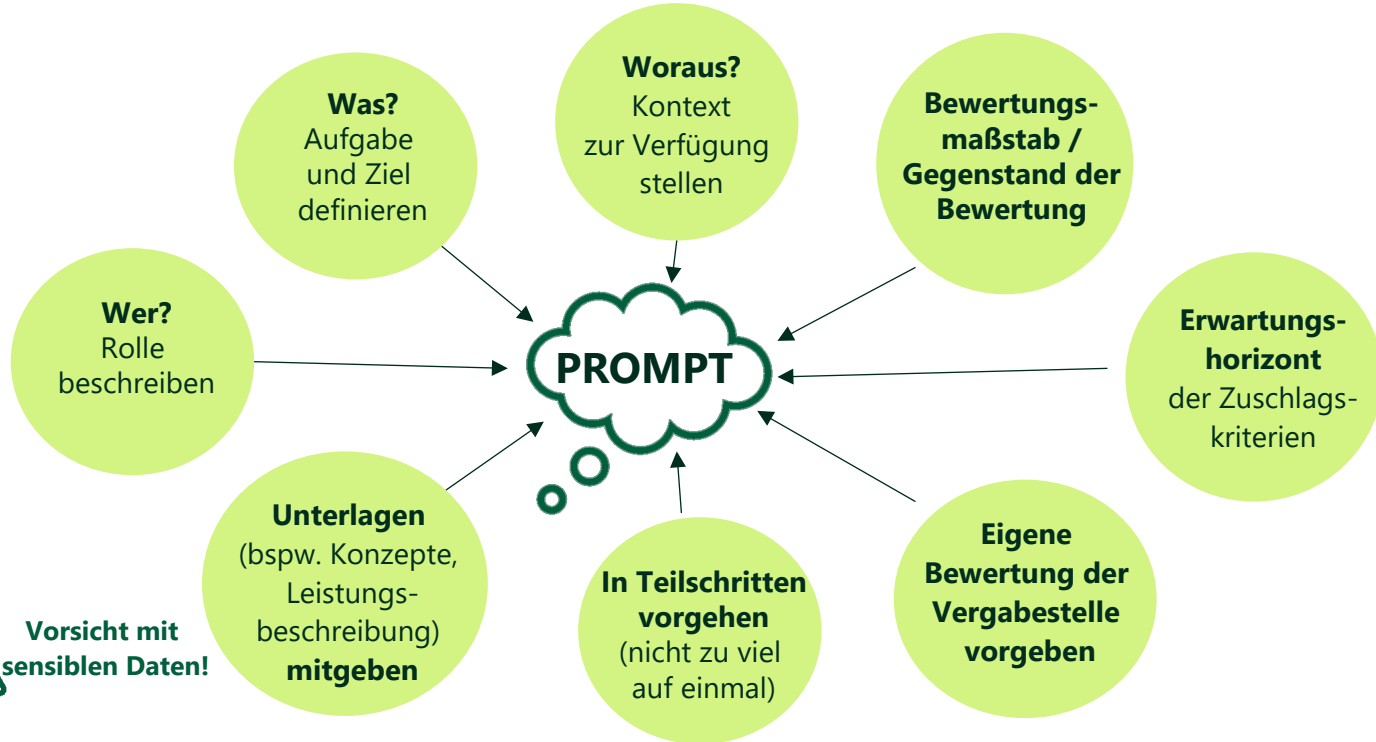 Wer?
Rolle
beschreiben
Was?
Aufgabe
und Ziel
definieren
Woraus?
Kontext
zur Verfügung
stellen
Bewertungs-
maßstab /
Gegenstand der
Bewertung
Erwartungs-
horizont
der Zuschlags-
kriterien
PROMPT
Unterlagen
(bspw. Konzepte,
Leistungs-
beschreibung)
mitgeben
In Teilschritten
vorgehen
(nicht zu viel
auf einmal)
Eigene
Bewertung der
Vergabestelle
vorgeben
Vorsicht mit
sensiblen Daten!